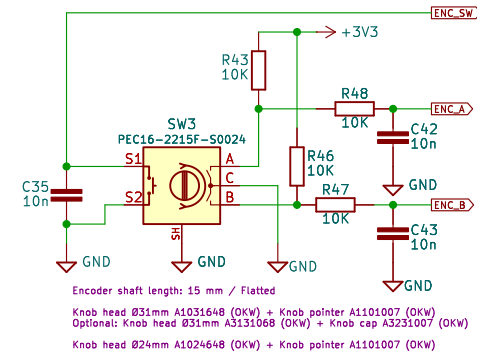 ENC_SW
+3V3
R43
10K
R48
10K
ENC_A
SW3
PEC16-2215F-S0024
C42
10n
S1
A
R46
10K
GND
C35
10n
C
S2
B
R47
10K
ENC_B
SH
C43
10n
GND
GND
GND
GND
Encoder shaft length: 15 mm / Flatted
Knob head Ø31mm A1031648 (OKW) + Knob pointer A1101007 (OKW)
Optional: Knob head Ø31mm A3131068 (OKW) + Knob cap A3231007 (OKW)
Knob head Ø24mm A1024648 (OKW) + Knob pointer A1101007 (OKW)